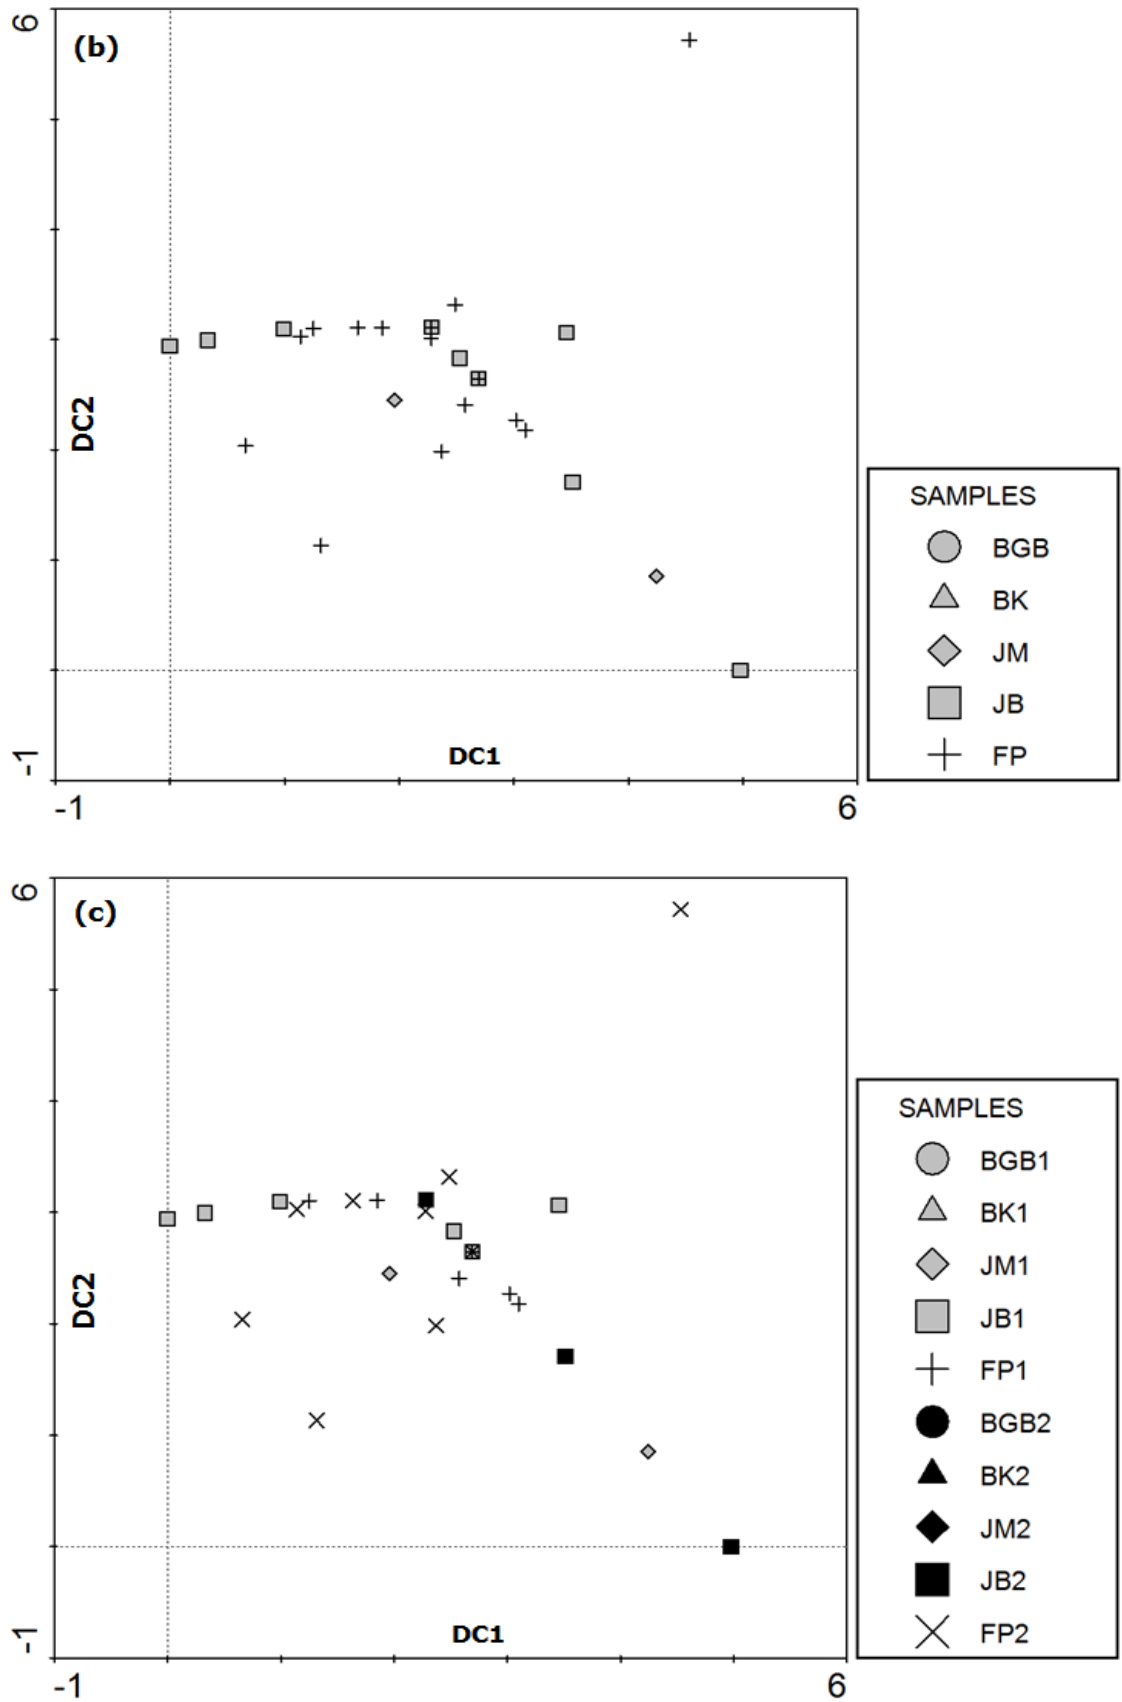 6
(b)
DC2
DC1
-1
-1
6
SAMPLES
BGB
BK
JM
JB
FP
6
(c)
DC2
DC1
-1
-1
6
SAMPLES
BGB1
BK1
JM1
JB1
FP1
BGB2
BK2
JM2
JB2
FP2